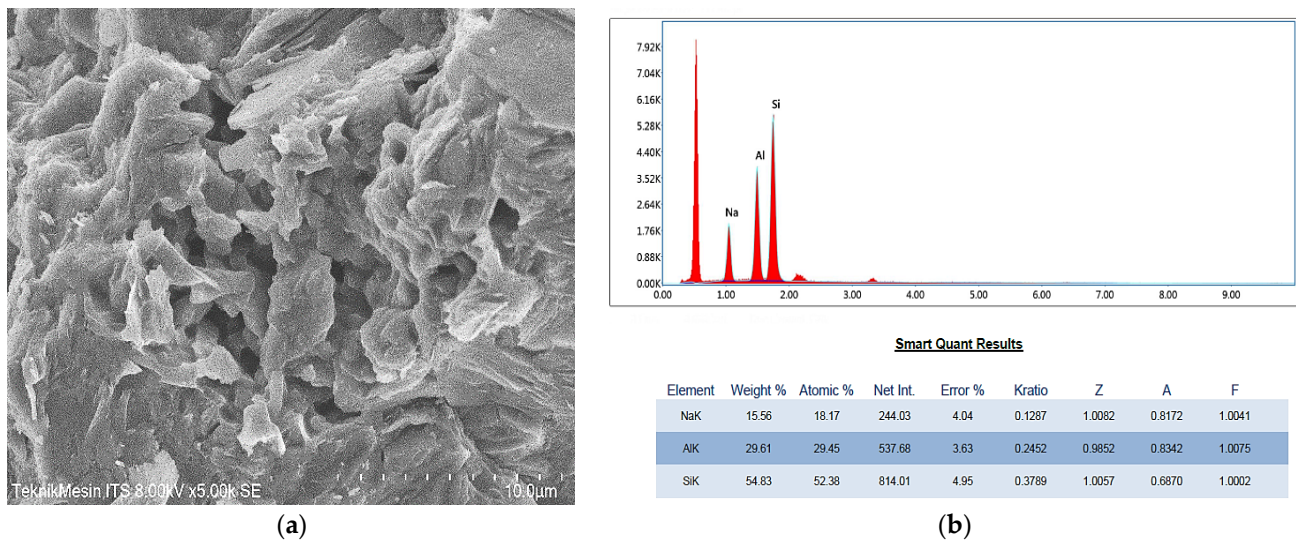 TeknikMesin ITS 8.00kV x5.00k SE 10.0µm
(a)
7.92K
7.04K
6.16K
5.28K
4.40K
3.52K
2.64K
1.76K
0.88K
0.00K
Na
Al
Si
0.00 1.00 2.00 3.00 4.00 5.00 6.00 7.00 8.00 9.00
Smart Quant Results
Element Weight % Atomic % Net Int. Error % Kratio Z A F
NaK 15.56 18.17 244.03 4.04 0.1287 1.0082 0.8172 1.0041
AlK 29.61 29.45 537.68 3.63 0.2452 0.9852 0.8342 1.0075
SiK 54.83 52.38 814.01 4.95 0.3789 1.0057 0.6870 1.0002
(b)